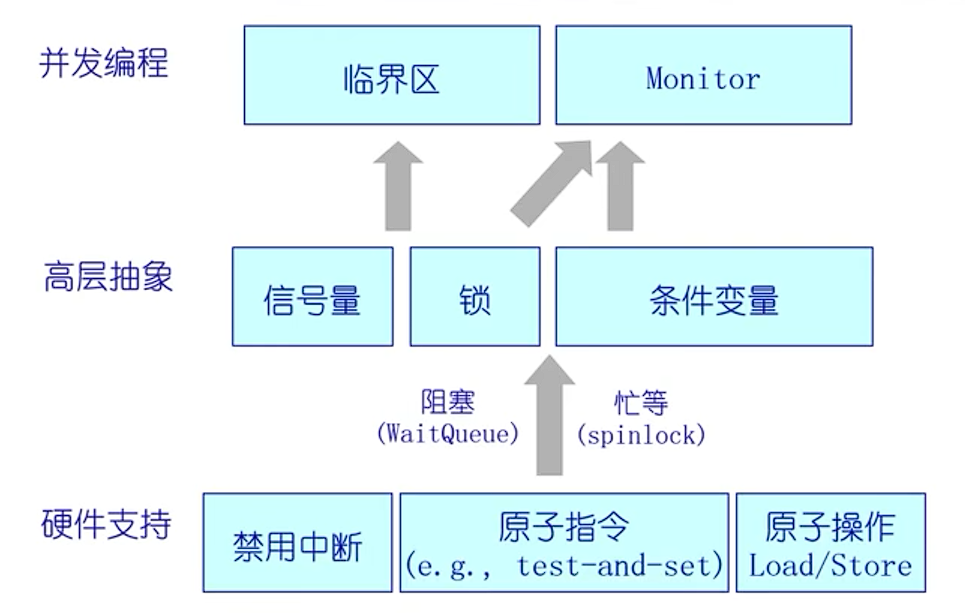 并发编程
临界区
Monitor
高层抽象
信号量
锁
条件变量
阻塞
(WaitQueue)
忙等
(spinlock)
硬件支持
禁用中断
原子指令
(e.g., test-and-set)
原子操作
Load/Store